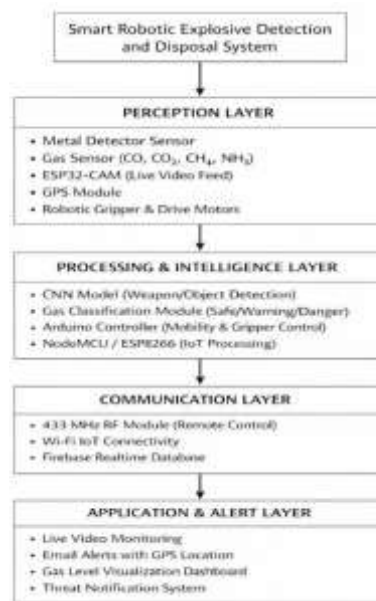 Smart Robotic Explosive Detection
and Disposal System
PERCEPTION LAYER
• Metal Detector Sensor
• Gas Sensor (CO, CO₂, CH₄, NH₃)
• ESP32-CAM (Live Video Feed)
• GPS Module
• Robotic Gripper & Drive Motors
PROCESSING & INTELLIGENCE LAYER
• CNN Model (Weapon/Object Detection)
• Gas Classification Module (Safe/Warning/Danger)
• Arduino Controller (Mobility & Gripper Control)
• NodeMCU / ESP8266 (IoT Processing)
COMMUNICATION LAYER
• 433 MHz RF Module (Remote Control)
• Wi-Fi IoT Connectivity
• Firebase Realtime Database
APPLICATION & ALERT LAYER
• Live Video Monitoring
• Email Alerts with GPS Location
• Gas Level Visualization Dashboard
• Threat Notification System